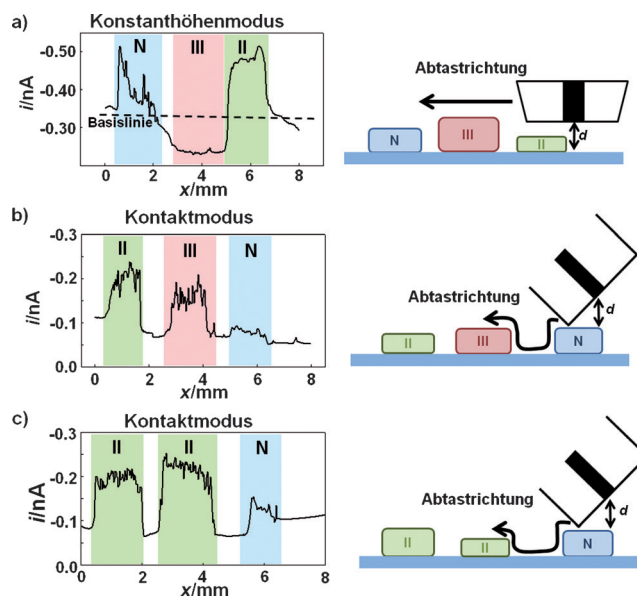 a) Konstanthöhenmodus
-0.50
-0.40
-0.30
i/nA
N III II
Basislinie
0 2 4 6 8
x/mm
Abtastrichtung
d
N III II
b) Kontaktmodus
-0.3
-0.2
-0.1
0.0
i/nA
II III N
0 2 4 6 8
x/mm
Abtastrichtung
d
II III N
c) Kontaktmodus
-0.3
-0.2
-0.1
0.0
i/nA
II II N
0 2 4 6 8
x/mm
Abtastrichtung
d
II II N